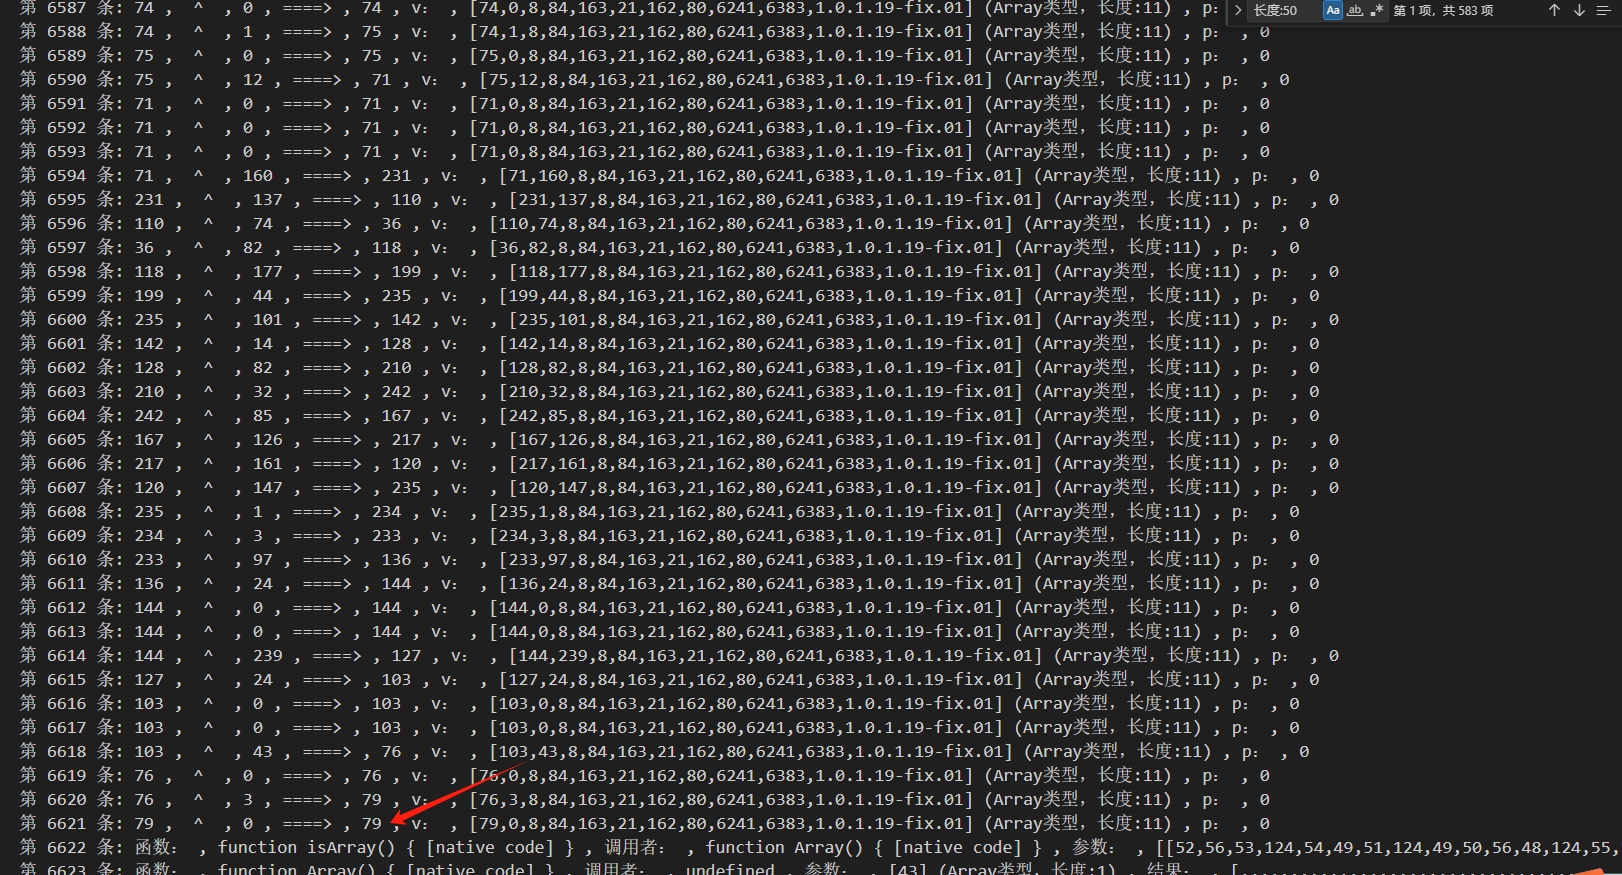 长度:50 Aa ab .* 第 1 项，共 583 项
第 6587 条: 74 ,  ^  , 0 , ====> , 74 , v:  , [74,0,8,84,163,21,162,80,6241,6383,1.0.1.19-fix.01] (Array类型，长度:11) , p:  , 0
第 6588 条: 74 ,  ^  , 1 , ====> , 75 , v:  , [74,1,8,84,163,21,162,80,6241,6383,1.0.1.19-fix.01] (Array类型，长度:11) , p:  , 0
第 6589 条: 75 ,  ^  , 0 , ====> , 75 , v:  , [75,0,8,84,163,21,162,80,6241,6383,1.0.1.19-fix.01] (Array类型，长度:11) , p:  , 0
第 6590 条: 75 ,  ^  , 12 , ====> , 71 , v:  , [75,12,8,84,163,21,162,80,6241,6383,1.0.1.19-fix.01] (Array类型，长度:11) , p:  , 0
第 6591 条: 71 ,  ^  , 0 , ====> , 71 , v:  , [71,0,8,84,163,21,162,80,6241,6383,1.0.1.19-fix.01] (Array类型，长度:11) , p:  , 0
第 6592 条: 71 ,  ^  , 0 , ====> , 71 , v:  , [71,0,8,84,163,21,162,80,6241,6383,1.0.1.19-fix.01] (Array类型，长度:11) , p:  , 0
第 6593 条: 71 ,  ^  , 0 , ====> , 71 , v:  , [71,0,8,84,163,21,162,80,6241,6383,1.0.1.19-fix.01] (Array类型，长度:11) , p:  , 0
第 6594 条: 71 ,  ^  , 160 , ====> , 231 , v:  , [71,160,8,84,163,21,162,80,6241,6383,1.0.1.19-fix.01] (Array类型，长度:11) , p:  , 0
第 6595 条: 231 ,  ^  , 137 , ====> , 110 , v:  , [231,137,8,84,163,21,162,80,6241,6383,1.0.1.19-fix.01] (Array类型，长度:11) , p:  , 0
第 6596 条: 110 ,  ^  , 74 , ====> , 36 , v:  , [110,74,8,84,163,21,162,80,6241,6383,1.0.1.19-fix.01] (Array类型，长度:11) , p:  , 0
第 6597 条: 36 ,  ^  , 82 , ====> , 118 , v:  , [36,82,8,84,163,21,162,80,6241,6383,1.0.1.19-fix.01] (Array类型，长度:11) , p:  , 0
第 6598 条: 118 ,  ^  , 177 , ====> , 199 , v:  , [118,177,8,84,163,21,162,80,6241,6383,1.0.1.19-fix.01] (Array类型，长度:11) , p:  , 0
第 6599 条: 199 ,  ^  , 44 , ====> , 235 , v:  , [199,44,8,84,163,21,162,80,6241,6383,1.0.1.19-fix.01] (Array类型，长度:11) , p:  , 0
第 6600 条: 235 ,  ^  , 101 , ====> , 142 , v:  , [235,101,8,84,163,21,162,80,6241,6383,1.0.1.19-fix.01] (Array类型，长度:11) , p:  , 0
第 6601 条: 142 ,  ^  , 14 , ====> , 128 , v:  , [142,14,8,84,163,21,162,80,6241,6383,1.0.1.19-fix.01] (Array类型，长度:11) , p:  , 0
第 6602 条: 128 ,  ^  , 82 , ====> , 210 , v:  , [128,82,8,84,163,21,162,80,6241,6383,1.0.1.19-fix.01] (Array类型，长度:11) , p:  , 0
第 6603 条: 210 ,  ^  , 32 , ====> , 242 , v:  , [210,32,8,84,163,21,162,80,6241,6383,1.0.1.19-fix.01] (Array类型，长度:11) , p:  , 0
第 6604 条: 242 ,  ^  , 85 , ====> , 167 , v:  , [242,85,8,84,163,21,162,80,6241,6383,1.0.1.19-fix.01] (Array类型，长度:11) , p:  , 0
第 6605 条: 167 ,  ^  , 126 , ====> , 217 , v:  , [167,126,8,84,163,21,162,80,6241,6383,1.0.1.19-fix.01] (Array类型，长度:11) , p:  , 0
第 6606 条: 217 ,  ^  , 161 , ====> , 120 , v:  , [217,161,8,84,163,21,162,80,6241,6383,1.0.1.19-fix.01] (Array类型，长度:11) , p:  , 0
第 6607 条: 120 ,  ^  , 147 , ====> , 235 , v:  , [120,147,8,84,163,21,162,80,6241,6383,1.0.1.19-fix.01] (Array类型，长度:11) , p:  , 0
第 6608 条: 235 ,  ^  , 1 , ====> , 234 , v:  , [235,1,8,84,163,21,162,80,6241,6383,1.0.1.19-fix.01] (Array类型，长度:11) , p:  , 0
第 6609 条: 234 ,  ^  , 3 , ====> , 233 , v:  , [234,3,8,84,163,21,162,80,6241,6383,1.0.1.19-fix.01] (Array类型，长度:11) , p:  , 0
第 6610 条: 233 ,  ^  , 97 , ====> , 136 , v:  , [233,97,8,84,163,21,162,80,6241,6383,1.0.1.19-fix.01] (Array类型，长度:11) , p:  , 0
第 6611 条: 136 ,  ^  , 24 , ====> , 144 , v:  , [136,24,8,84,163,21,162,80,6241,6383,1.0.1.19-fix.01] (Array类型，长度:11) , p:  , 0
第 6612 条: 144 ,  ^  , 0 , ====> , 144 , v:  , [144,0,8,84,163,21,162,80,6241,6383,1.0.1.19-fix.01] (Array类型，长度:11) , p:  , 0
第 6613 条: 144 ,  ^  , 0 , ====> , 144 , v:  , [144,0,8,84,163,21,162,80,6241,6383,1.0.1.19-fix.01] (Array类型，长度:11) , p:  , 0
第 6614 条: 144 ,  ^  , 239 , ====> , 127 , v:  , [144,239,8,84,163,21,162,80,6241,6383,1.0.1.19-fix.01] (Array类型，长度:11) , p:  , 0
第 6615 条: 127 ,  ^  , 24 , ====> , 103 , v:  , [127,24,8,84,163,21,162,80,6241,6383,1.0.1.19-fix.01] (Array类型，长度:11) , p:  , 0
第 6616 条: 103 ,  ^  , 0 , ====> , 103 , v:  , [103,0,8,84,163,21,162,80,6241,6383,1.0.1.19-fix.01] (Array类型，长度:11) , p:  , 0
第 6617 条: 103 ,  ^  , 0 , ====> , 103 , v:  , [103,0,8,84,163,21,162,80,6241,6383,1.0.1.19-fix.01] (Array类型，长度:11) , p:  , 0
第 6618 条: 103 ,  ^  , 43 , ====> , 76 , v:  , [103,43,8,84,163,21,162,80,6241,6383,1.0.1.19-fix.01] (Array类型，长度:11) , p:  , 0
第 6619 条: 76 ,  ^  , 0 , ====> , 76 , v:  , [76,0,8,84,163,21,162,80,6241,6383,1.0.1.19-fix.01] (Array类型，长度:11) , p:  , 0
第 6620 条: 76 ,  ^  , 3 , ====> , 79 , v:  , [76,3,8,84,163,21,162,80,6241,6383,1.0.1.19-fix.01] (Array类型，长度:11) , p:  , 0
第 6621 条: 79 ,  ^  , 0 , ====> , 79 , v:  , [79,0,8,84,163,21,162,80,6241,6383,1.0.1.19-fix.01] (Array类型，长度:11) , p:  , 0
第 6622 条: 函数:  , function isArray() { [native code] } , 调用者:  , function Array() { [native code] } , 参数:  , [[52,56,53,124,54,49,51,124,49,50,56,48,124,55,
第 6623 条: 函数:  , function Array() { [native code] } , 调用者:  , undefined , 参数:  , [43] (Array类型，长度:1) , 结果:  , [